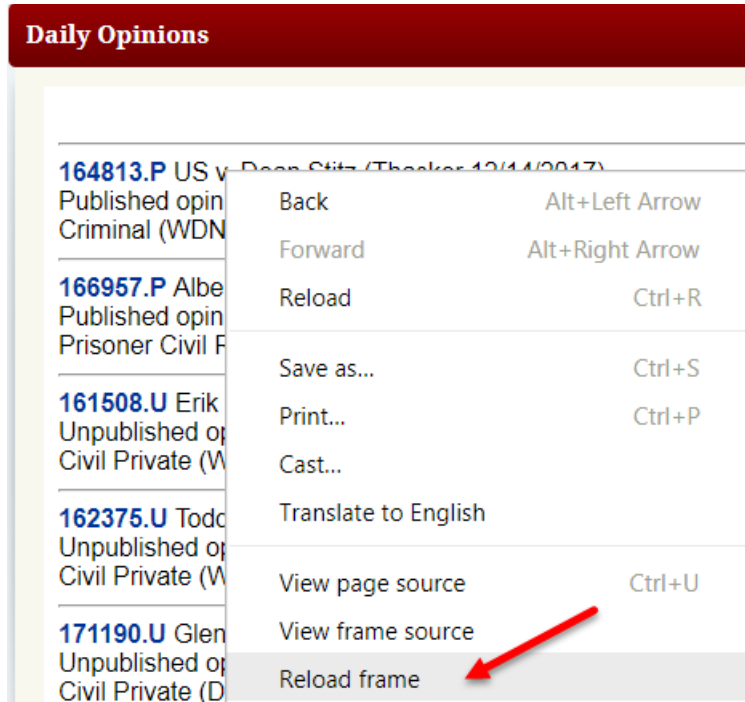 Daily Opinions
164813.P US v. Dean Stitz (Thacker 12/14/2017)
Published opin
Criminal (WDN
166957.P Albe
Published opin
Prisoner Civil
161508.U Erik
Unpublished op
Civil Private (W
162375.U Todd
Unpublished op
Civil Private (W
171190.U Glen
Unpublished op
Civil Private (D
Back Alt+Left Arrow
Forward Alt+Right Arrow
Reload Ctrl+R
Save as... Ctrl+S
Print... Ctrl+P
Cast...
Translate to English
View page source Ctrl+U
View frame source
Reload frame